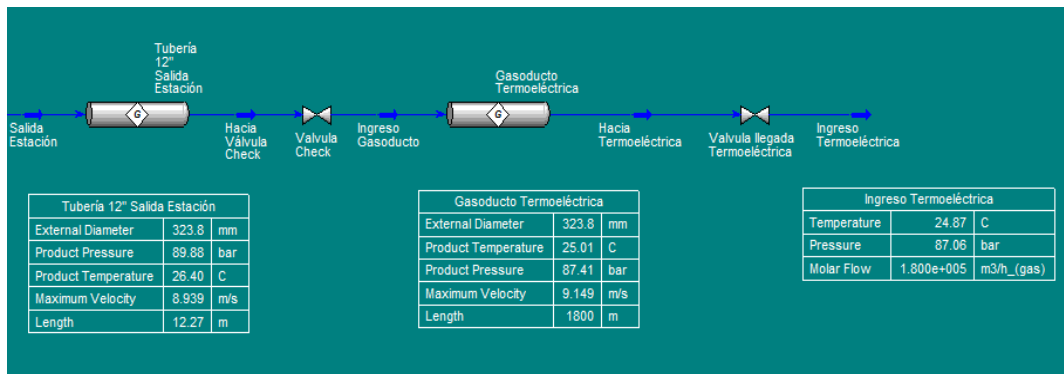 Tubería
12"
Salida
Estación
Gasoducto
Termoeléctrica
G
G
Salida
Estación
Hacia
Válvula
Check
Valvula
Check
Ingreso
Gasoducto
Hacia
Termoeléctrica
Valvula llegada
Termoeléctrica
Ingreso
Termoeléctrica
Tubería 12" Salida Estación
External Diameter 323.8 mm
Product Pressure 89.88 bar
Product Temperature 26.40 C
Maximum Velocity 8.939 m/s
Length 12.27 m
Gasoducto Termoeléctrica
External Diameter 323.8 mm
Product Temperature 25.01 C
Product Pressure 87.41 bar
Maximum Velocity 9.149 m/s
Length 1800 m
Ingreso Termoeléctrica
Temperature 24.87 C
Pressure 87.06 bar
Molar Flow 1.800e+005 m3/h_(gas)